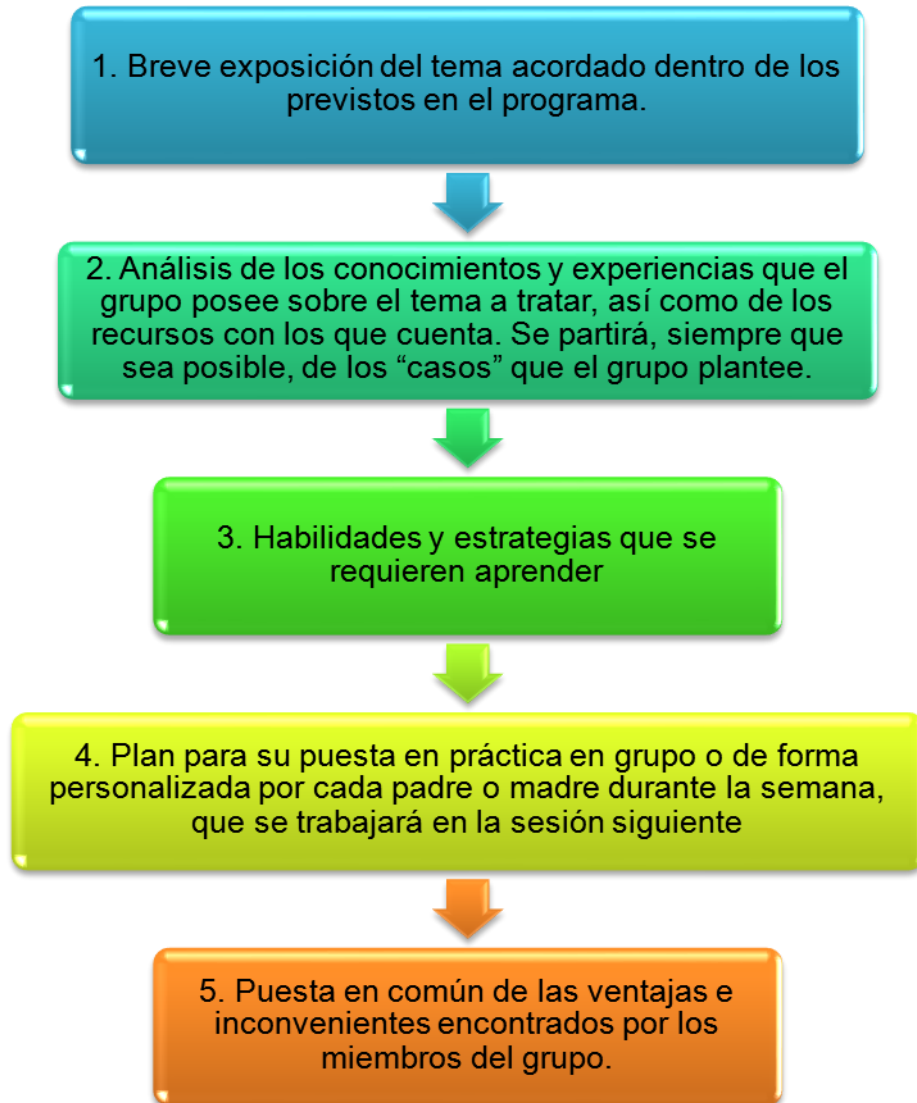 1. Breve exposición del tema acordado dentro de los
previstos en el programa.
2. Análisis de los conocimientos y experiencias que el
grupo posee sobre el tema a tratar, así como de los
recursos con los que cuenta. Se partirá, siempre que
sea posible, de los “casos” que el grupo plantee.
3. Habilidades y estrategias que se
requieren aprender
4. Plan para su puesta en práctica en grupo o de forma
personalizada por cada padre o madre durante la semana,
que se trabajará en la sesión siguiente
5. Puesta en común de las ventajas e
inconvenientes encontrados por los
miembros del grupo.